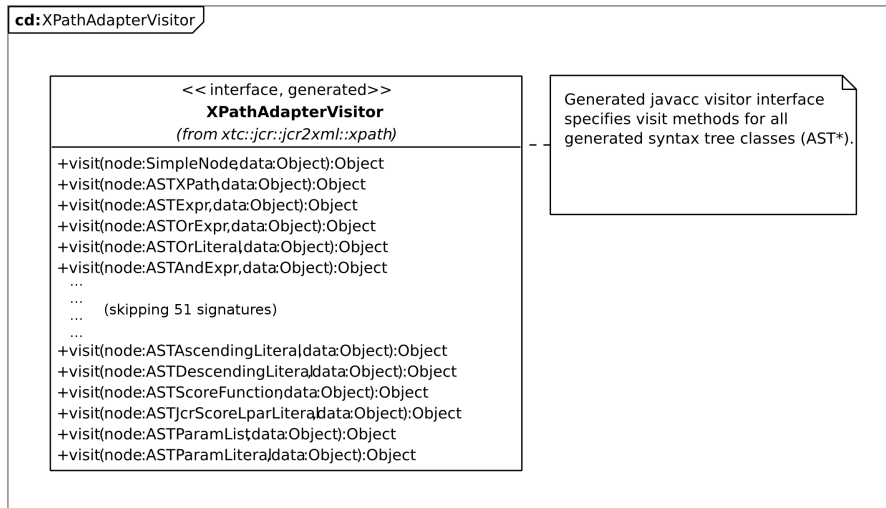 cd:XPathAdapterVisitor
<< interface, generated>>
XPathAdapterVisitor
(from xtc::jcr::jcr2xml::xpath)
+visit(node:SimpleNode,data:Object):Object
+visit(node:ASTXPath,data:Object):Object
+visit(node:ASTExpr,data:Object):Object
+visit(node:ASTOrExpr,data:Object):Object
+visit(node:ASTOrLiteral,data:Object):Object
+visit(node:ASTAndExpr,data:Object):Object
...
...
... (skipping 51 signatures)
...
+visit(node:ASTAscendingLiteral,data:Object):Object
+visit(node:ASTDescendingLiteral,data:Object):Object
+visit(node:ASTScoreFunction,data:Object):Object
+visit(node:ASTJcrScoreLparLiteral,data:Object):Object
+visit(node:ASTParamList,data:Object):Object
+visit(node:ASTParamLiteral,data:Object):Object
Generated javacc visitor interface
specifies visit methods for all
generated syntax tree classes (AST*).